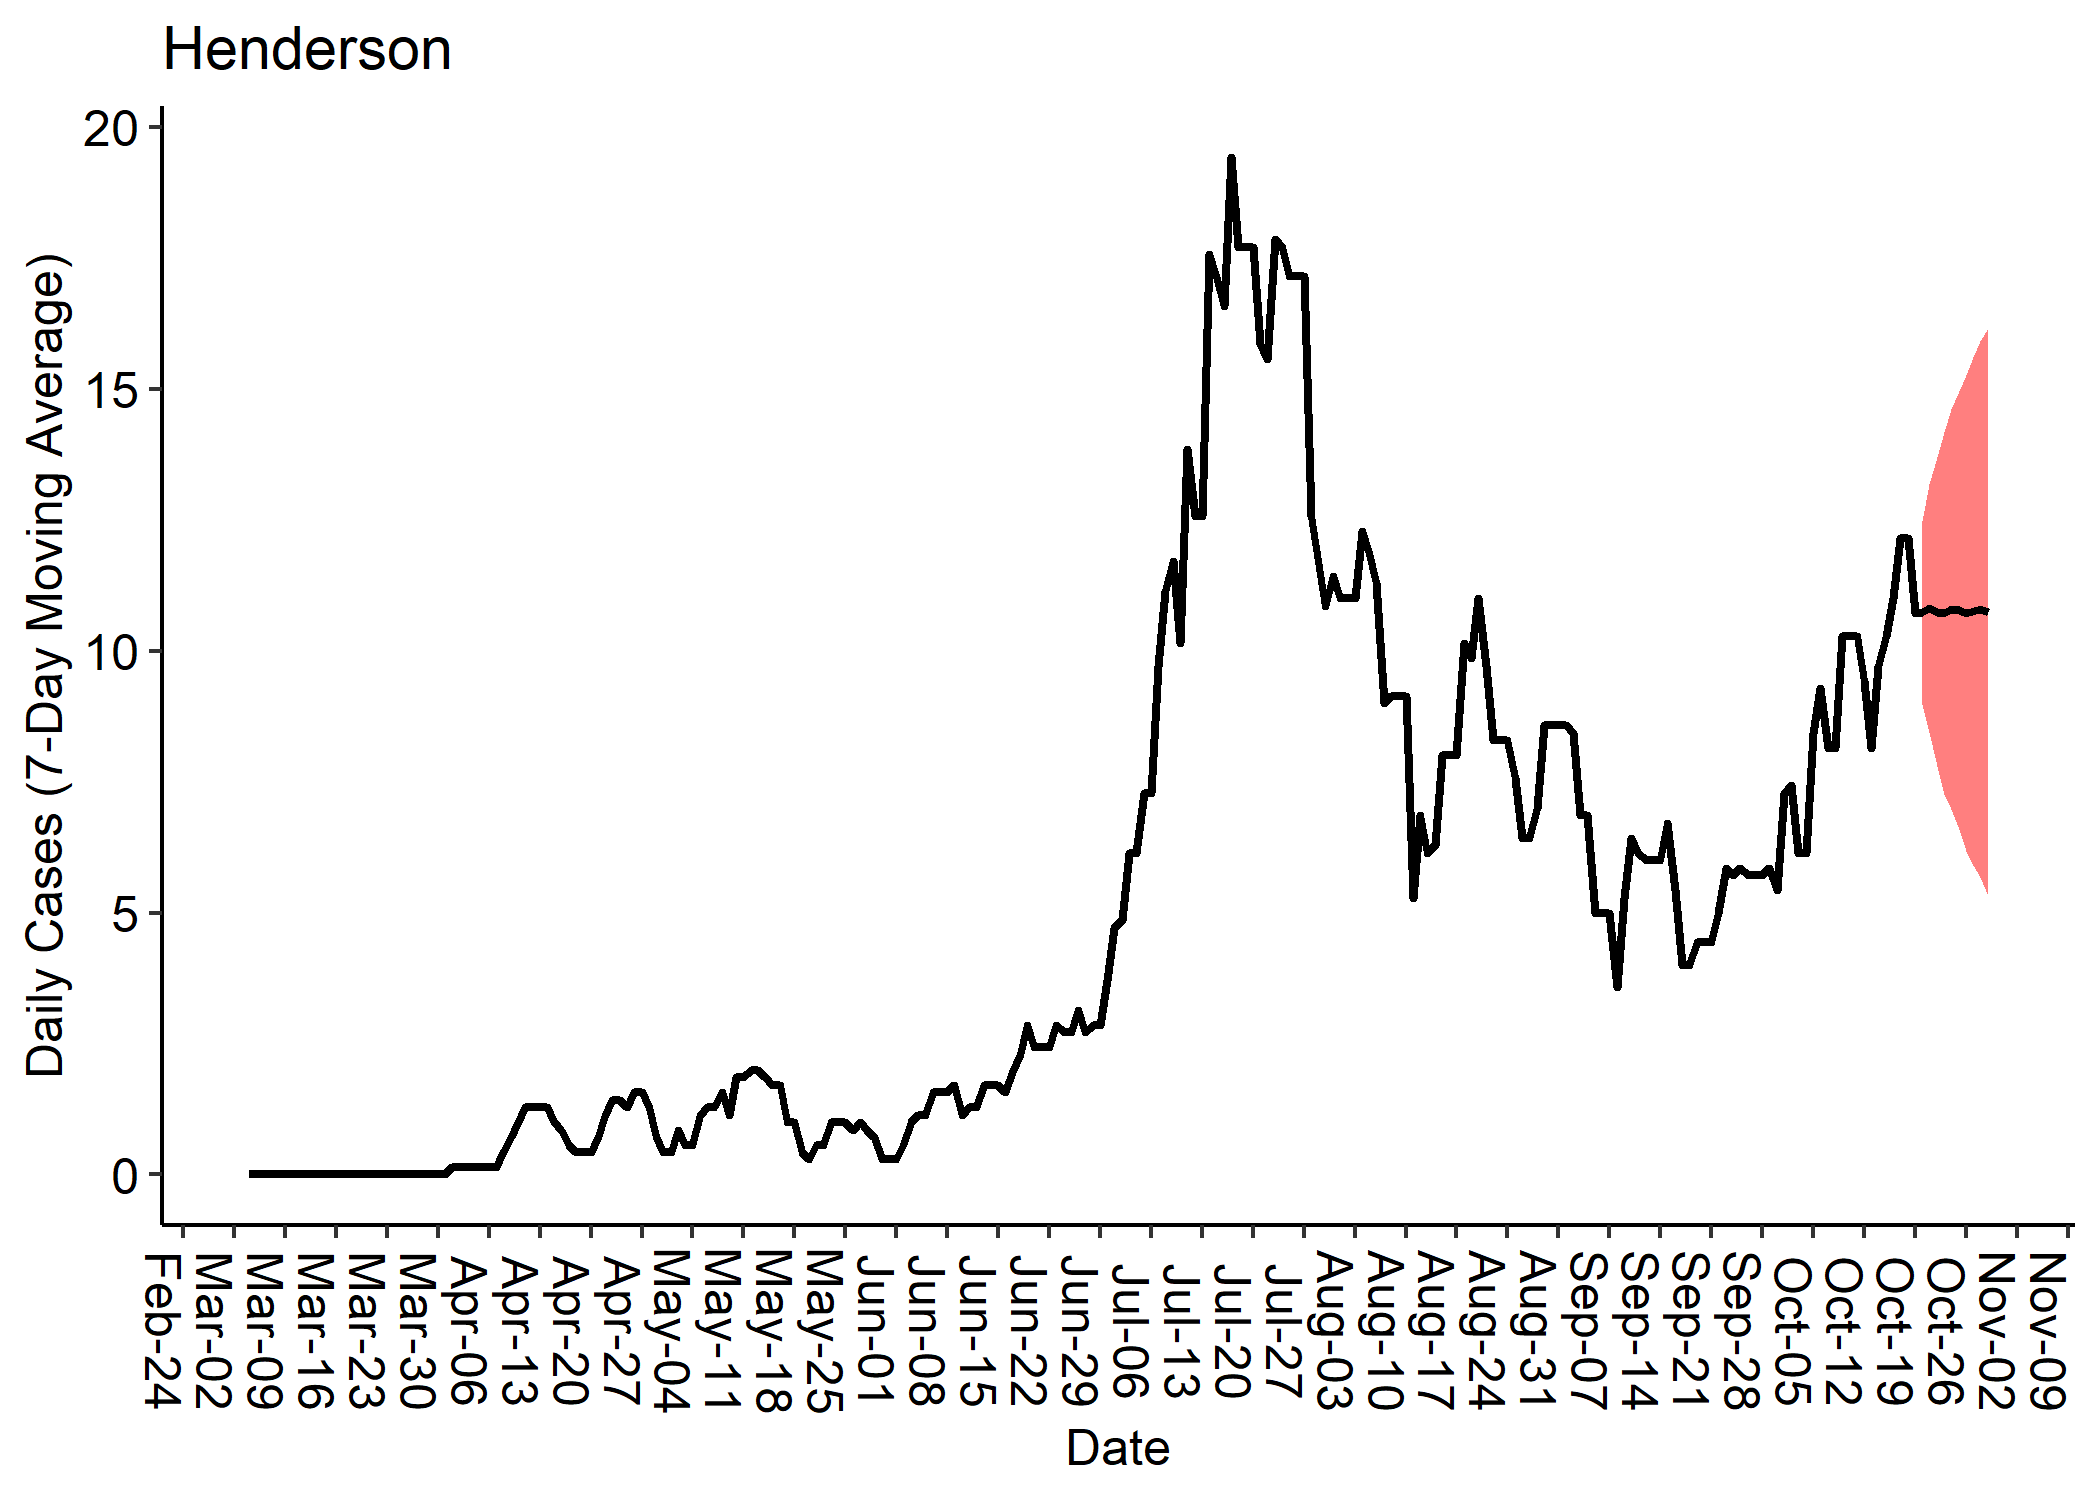 Henderson
Daily Cases (7-Day Moving Average)
20
15
10
5
0
Feb-24
Mar-02
Mar-09
Mar-16
Mar-23
Mar-30
Apr-06
Apr-13
Apr-20
Apr-27
May-04
May-11
May-18
May-25
Jun-01
Jun-08
Jun-15
Jun-22
Jun-29
Jul-06
Jul-13
Jul-20
Jul-27
Aug-03
Aug-10
Aug-17
Aug-24
Aug-31
Sep-07
Sep-14
Sep-21
Sep-28
Oct-05
Oct-12
Oct-19
Oct-26
Nov-02
Nov-09
Date